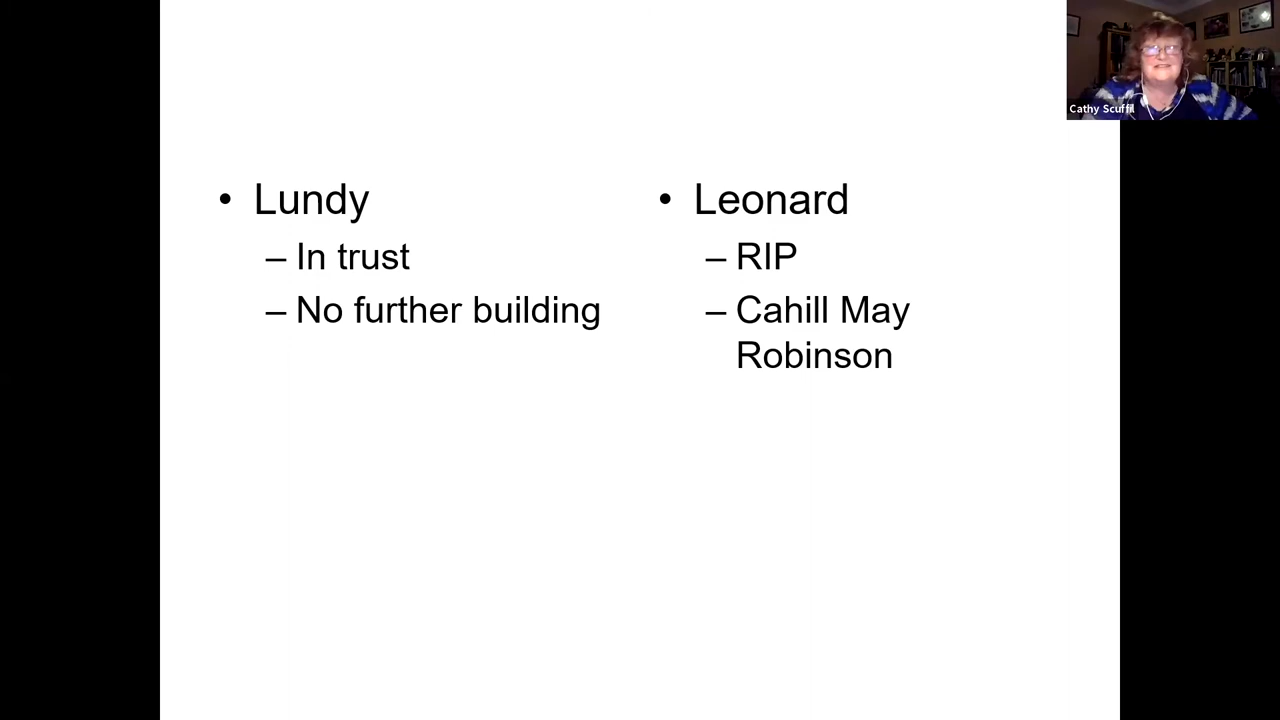 Cathy Scuffil
• Lundy
– In trust
– No further building
• Leonard
– RIP
– Cahill May
Robinson